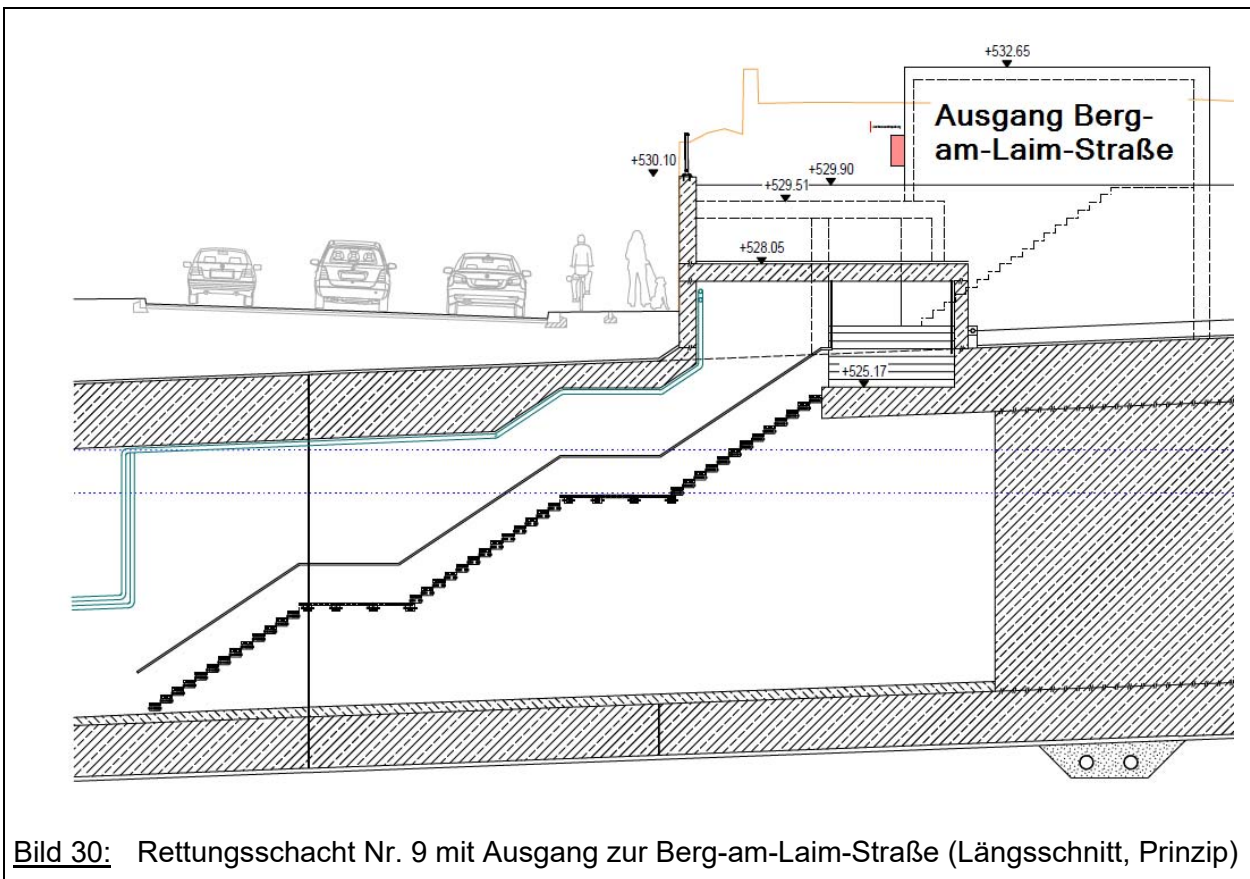 +532.65
Ausgang Berg-
am-Laim-Straße
+530.10
+529.90
+529.51
+528.05
+525.17
Bild 30: Rettungsschacht Nr. 9 mit Ausgang zur Berg-am-Laim-Straße (Längsschnitt, Prinzip)